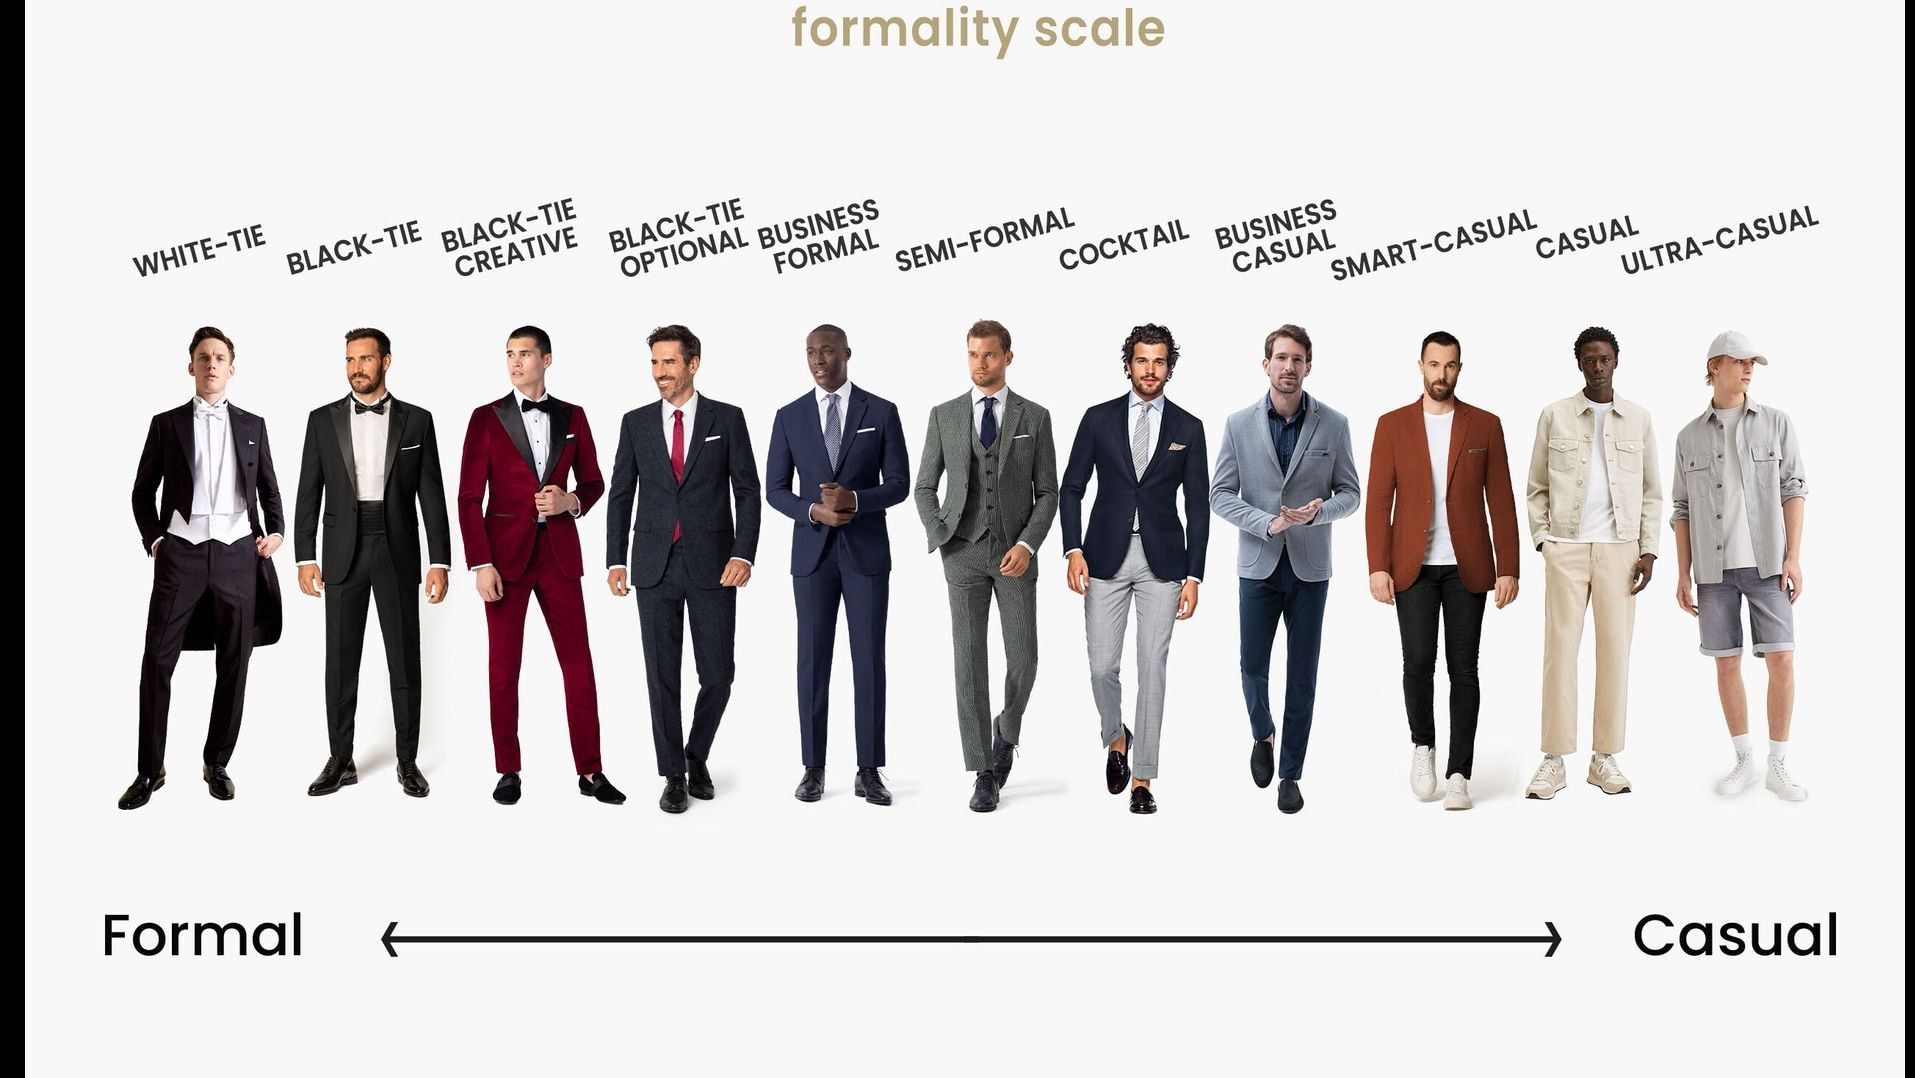 formality scale
WHITE-TIE
BLACK-TIE
BLACK-TIE
CREATIVE
BLACK-TIE
OPTIONAL
BUSINESS
FORMAL
SEMI-FORMAL
COCKTAIL
BUSINESS
CASUAL
SMART-CASUAL
CASUAL
ULTRA-CASUAL
Formal
Casual